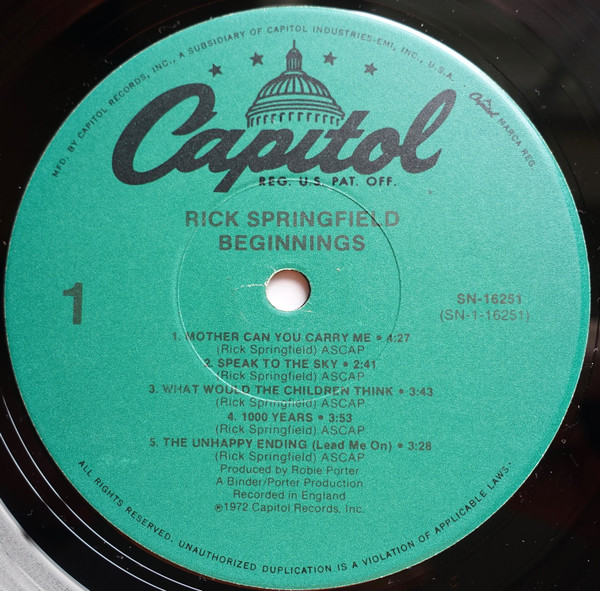 MFD. BY CAPITOL RECORDS, INC., A SUBSIDIARY OF CAPITOL INDUSTRIES-EMI, INC., U.S.A. • Capitol MARCA REG.
Capitol
REG. U.S. PAT. OFF.
RICK SPRINGFIELD
BEGINNINGS
1
SN-16251
(SN-1-16251)
1. MOTHER CAN YOU CARRY ME • 4:27
(Rick Springfield) ASCAP
2. SPEAK TO THE SKY • 2:41
(Rick Springfield) ASCAP
3. WHAT WOULD THE CHILDREN THINK • 3:43
(Rick Springfield) ASCAP
4. 1000 YEARS • 3:53
(Rick Springfield) ASCAP
5. THE UNHAPPY ENDING (Lead Me On) • 3:28
(Rick Springfield) ASCAP
Produced by Robie Porter
A Binder/Porter Production
Recorded in England
℗1972 Capitol Records, Inc.
ALL RIGHTS RESERVED. UNAUTHORIZED DUPLICATION IS A VIOLATION OF APPLICABLE LAWS.